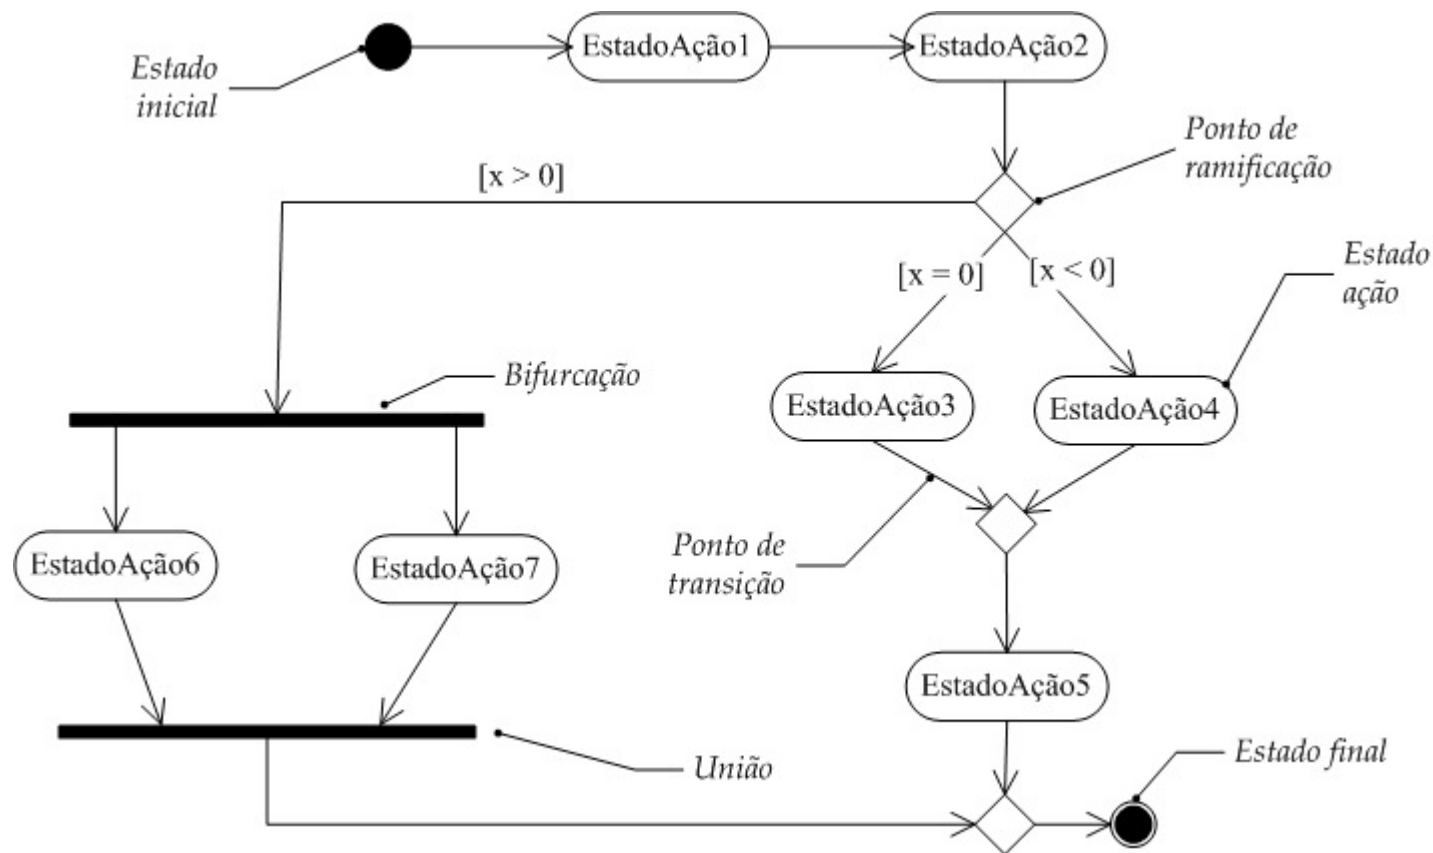 EstadoAção1
EstadoAção2
Estado
inicial
Ponto de
ramificação
[x > 0]
Estado
ação
[x = 0]
[x < 0]
Bifurcação
EstadoAção3
EstadoAção4
Ponto de
transição
EstadoAção6
EstadoAção7
EstadoAção5
União
Estado final